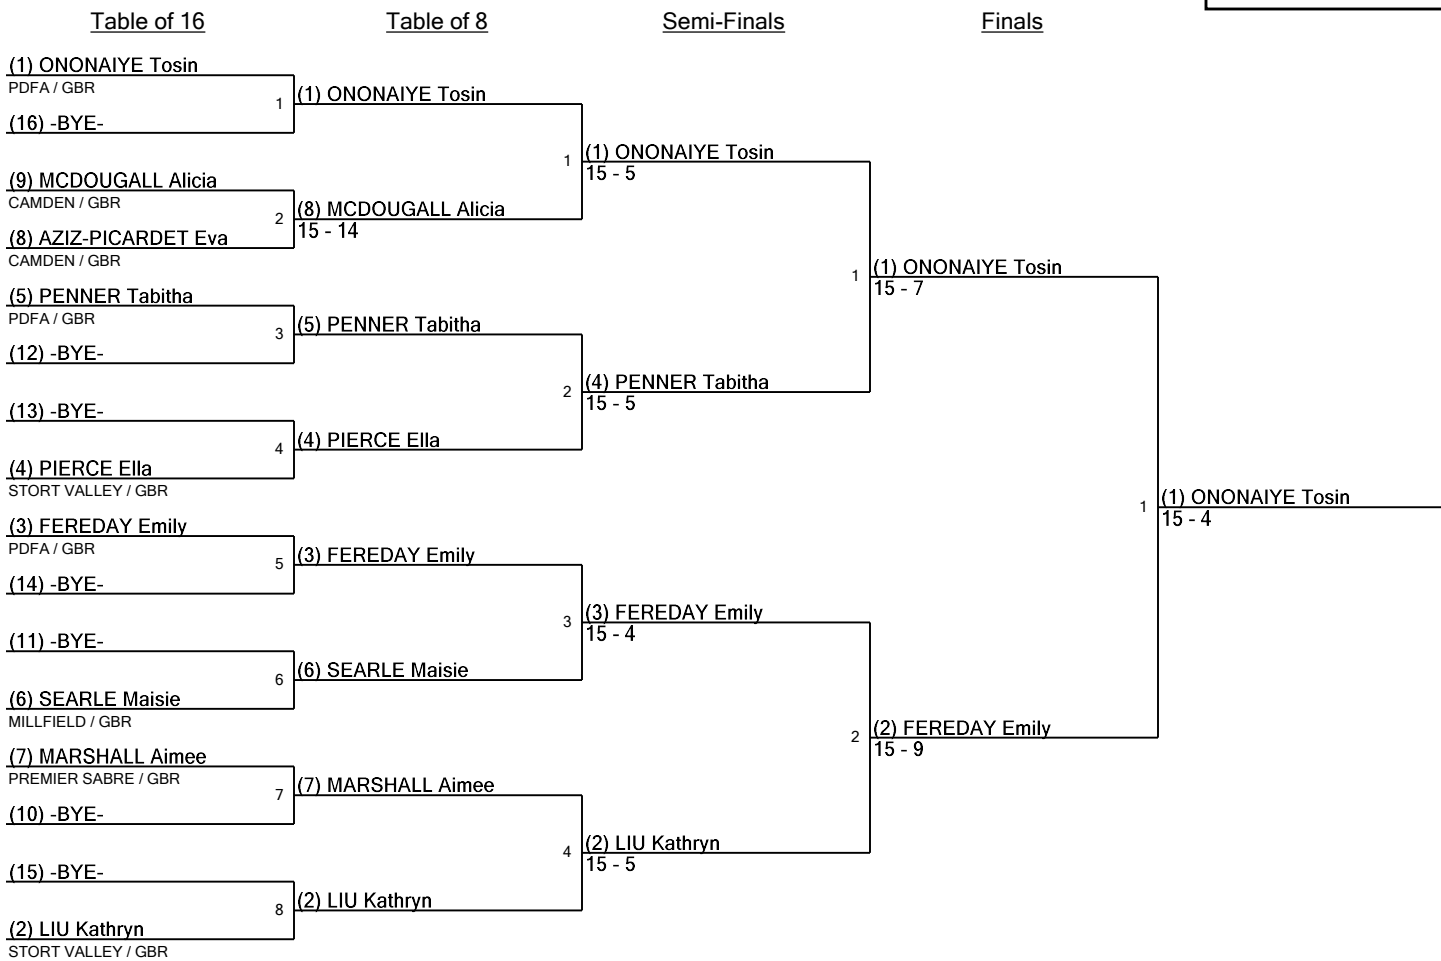 Table of 16
Table of 8
Semi-Finals
Finals
(1) ONONAIYE Tosin
PDFA / GBR
(16) -BYE-
(9) MCDOUGALL Alicia
CAMDEN / GBR
(8) AZIZ-PICARDET Eva
CAMDEN / GBR
(5) PENNER Tabitha
PDFA / GBR
(12) -BYE-
(13) -BYE-
(4) PIERCE Ella
STORT VALLEY / GBR
(3) FEREDAY Emily
PDFA / GBR
(14) -BYE-
(11) -BYE-
(6) SEARLE Maisie
MILLFIELD / GBR
(7) MARSHALL Aimee
PREMIER SABRE / GBR
(10) -BYE-
(15) -BYE-
(2) LIU Kathryn
STORT VALLEY / GBR
1
(1) ONONAIYE Tosin
2
(8) MCDOUGALL Alicia
15 - 14
3
(5) PENNER Tabitha
4
(4) PIERCE Ella
5
(3) FEREDAY Emily
6
(6) SEARLE Maisie
7
(7) MARSHALL Aimee
8
(2) LIU Kathryn
1
(1) ONONAIYE Tosin
15 - 5
2
(4) PENNER Tabitha
15 - 5
3
(3) FEREDAY Emily
15 - 4
4
(2) LIU Kathryn
15 - 5
1
(1) ONONAIYE Tosin
15 - 7
2
(2) FEREDAY Emily
15 - 9
1
(1) ONONAIYE Tosin
15 - 4